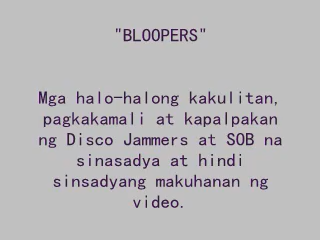 "BLOOPERS"
Mga halo-halong kakulitan,
pagkakamali at kapalpakan
ng Disco Jammers at SOB na
sinasadya at hindi
sinsadyang makuhanan ng
video.